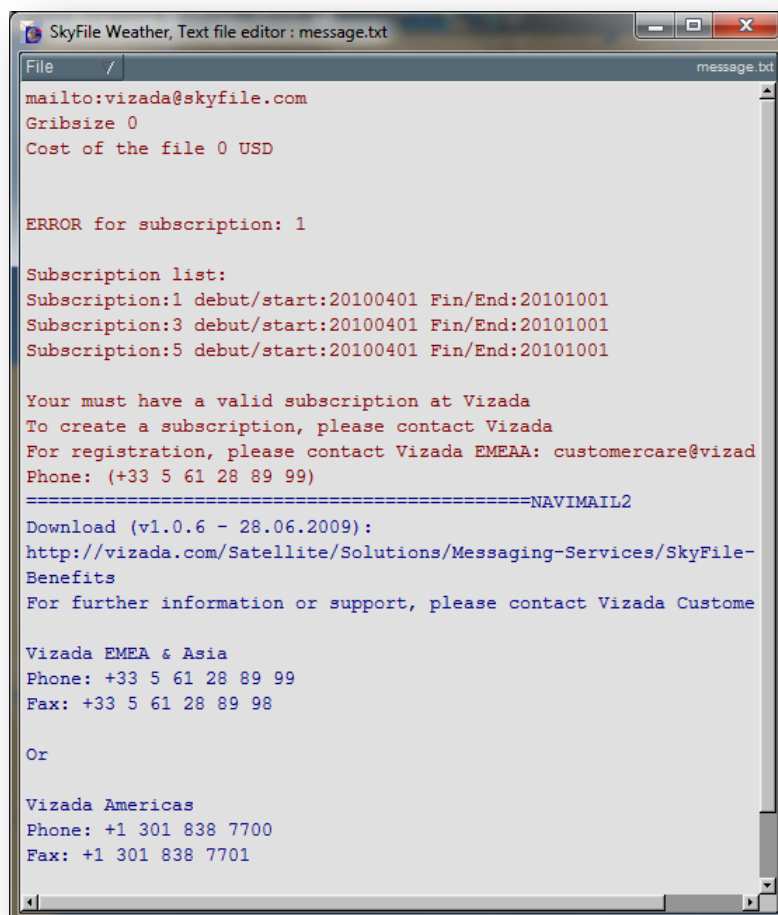 SkyFile Weather, Text file editor : message.txt
File message.txt
mailto:vizada@skyfile.com
Gribsize 0
Cost of the file 0 USD
ERROR for subscription: 1
Subscription list:
Subscription:1 debut/start:20100401 Fin/End:20101001
Subscription:3 debut/start:20100401 Fin/End:20101001
Subscription:5 debut/start:20100401 Fin/End:20101001
Your must have a valid subscription at Vizada
To create a subscription, please contact Vizada
For registration, please contact Vizada EMEAA: customercare@vizad
Phone: (+33 5 61 28 89 99)
=============================================NAVIMAIL2
Download (v1.0.6 - 28.06.2009):
http://vizada.com/Satellite/Solutions/Messaging-Services/SkyFile-
Benefits
For further information or support, please contact Vizada Custome
Vizada EMEA & Asia
Phone: +33 5 61 28 89 99
Fax: +33 5 61 28 89 98
Or
Vizada Americas
Phone: +1 301 838 7700
Fax: +1 301 838 7701